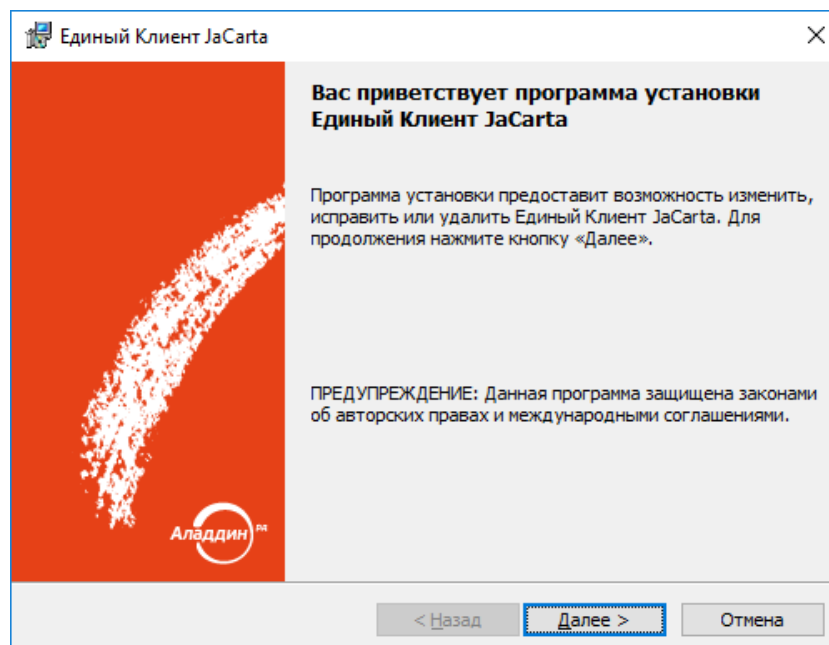 Единый Клиент JaCarta
Вас приветствует программа установки
Единый Клиент JaCarta
Программа установки предоставит возможность изменить,
исправить или удалить Единый Клиент JaCarta. Для
продолжения нажмите кнопку «Далее».
ПРЕДУПРЕЖДЕНИЕ: Данная программа защищена законами
об авторских правах и международными соглашениями.
Аладдин РД
< Назад
Далее >
Отмена